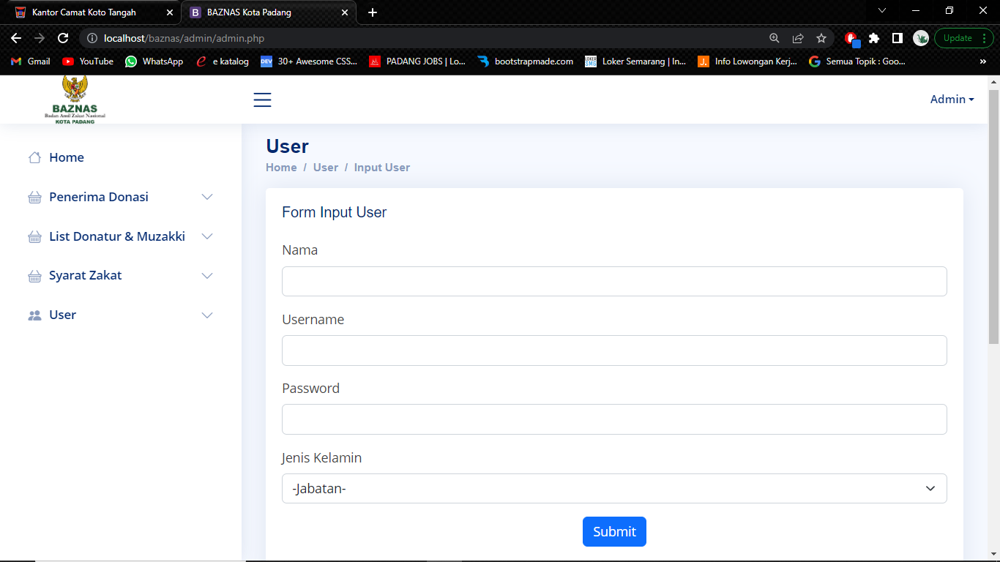 Kantor Camat Koto Tangah
BAZNAS Kota Padang
localhost/baznas/admin/admin.php
Update
Gmail
YouTube
WhatsApp
e katalog
DEV
30+ Awesome CSS...
PADANG JOBS | Lo...
bootstrapmade.com
Loker Semarang | In...
Info Lowongan Kerj...
Semua Topik : Goo...
»
BAZNAS
Badan Amil Zakat Nasional
KOTA PADANG
Admin
Home
Penerima Donasi
List Donatur & Muzakki
Syarat Zakat
User
User
Home / User / Input User
Form Input User
Nama
Username
Password
Jenis Kelamin
-Jabatan-
Submit